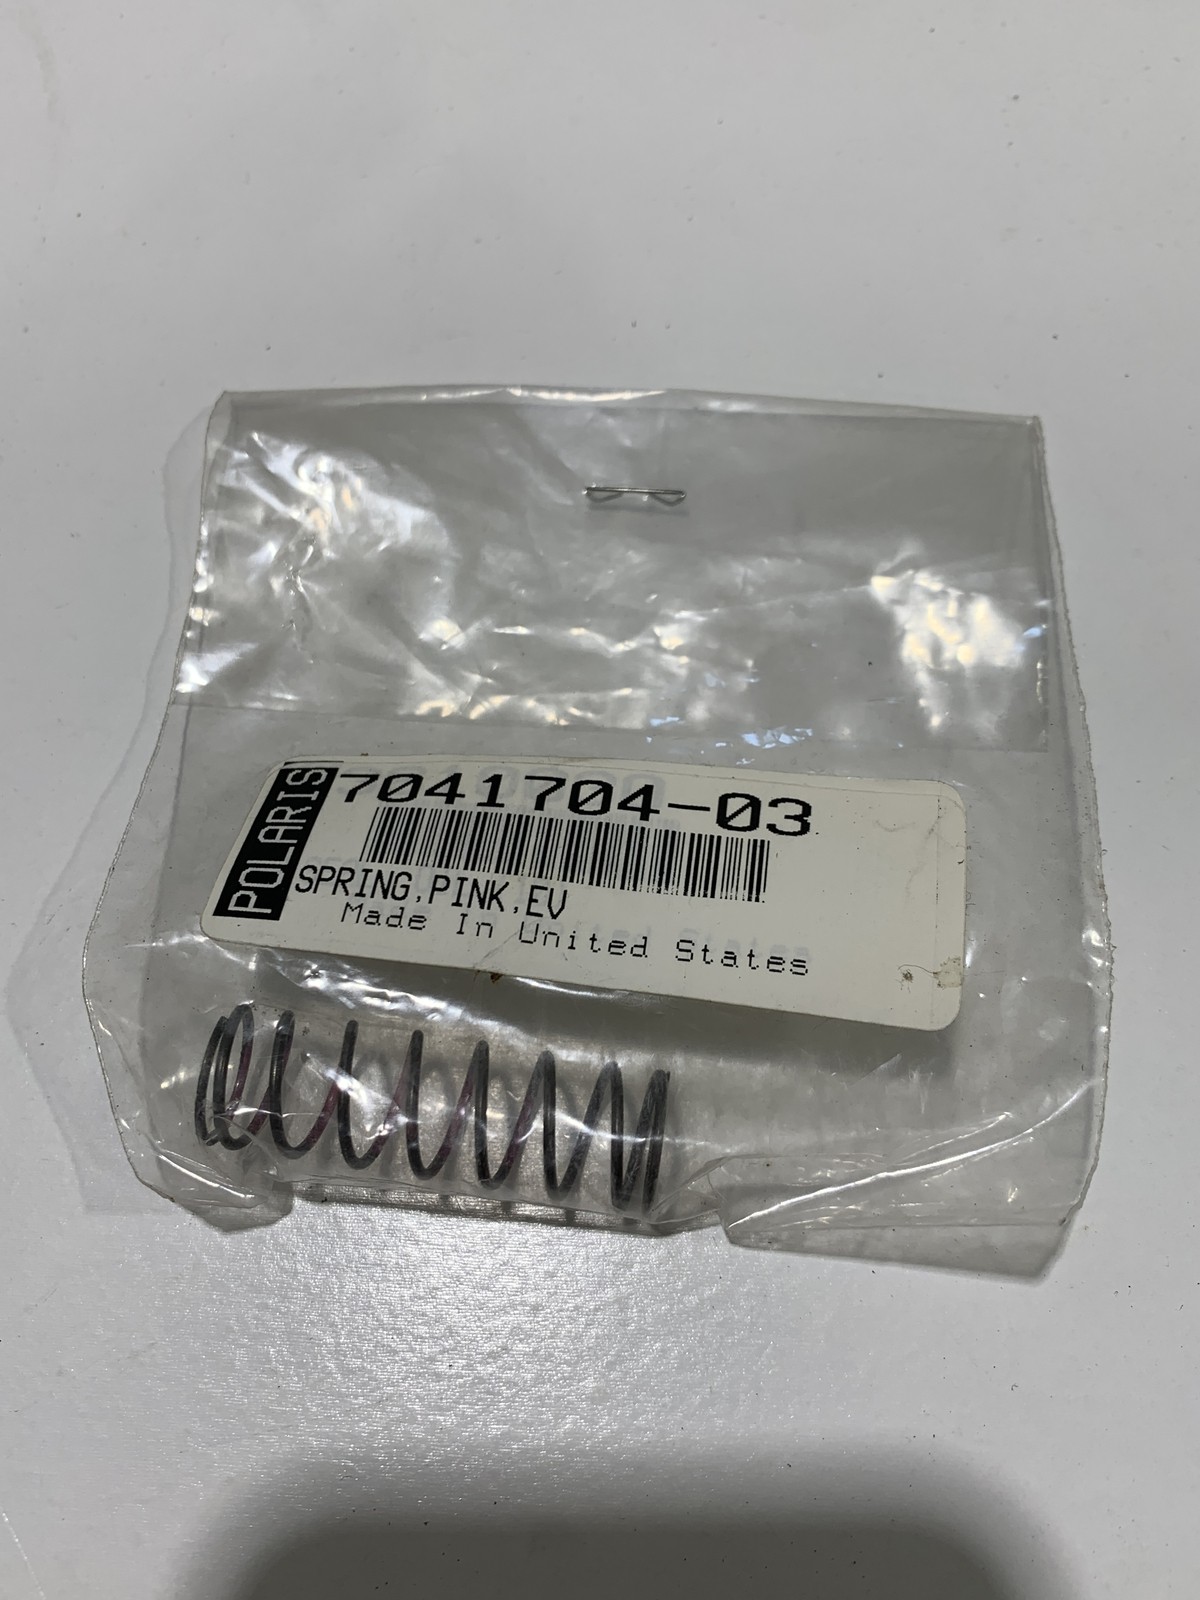 POLARIS
7041704-03
SPRING,PINK,EV
Made In United States